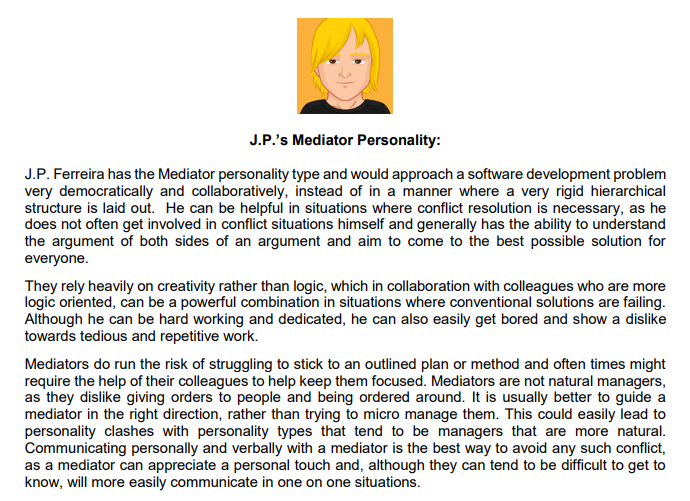 J.P.'s Mediator Personality:
J.P. Ferreira has the Mediator personality type and would approach a software development problem
very democratically and collaboratively, instead of in a manner where a very rigid hierarchical
structure is laid out.  He can be helpful in situations where conflict resolution is necessary, as he
does not often get involved in conflict situations himself and generally has the ability to understand
the argument of both sides of an argument and aim to come to the best possible solution for
everyone.
They rely heavily on creativity rather than logic, which in collaboration with colleagues who are more
logic oriented, can be a powerful combination in situations where conventional solutions are failing.
Although he can be hard working and dedicated, he can also easily get bored and show a dislike
towards tedious and repetitive work.
Mediators do run the risk of struggling to stick to an outlined plan or method and often times might
require the help of their colleagues to help keep them focused. Mediators are not natural managers,
as they dislike giving orders to people and being ordered around. It is usually better to guide a
mediator in the right direction, rather than trying to micro manage them. This could easily lead to
personality clashes with personality types that tend to be managers that are more natural.
Communicating personally and verbally with a mediator is the best way to avoid any such conflict,
as a mediator can appreciate a personal touch and, although they can tend to be difficult to get to
know, will more easily communicate in one on one situations.